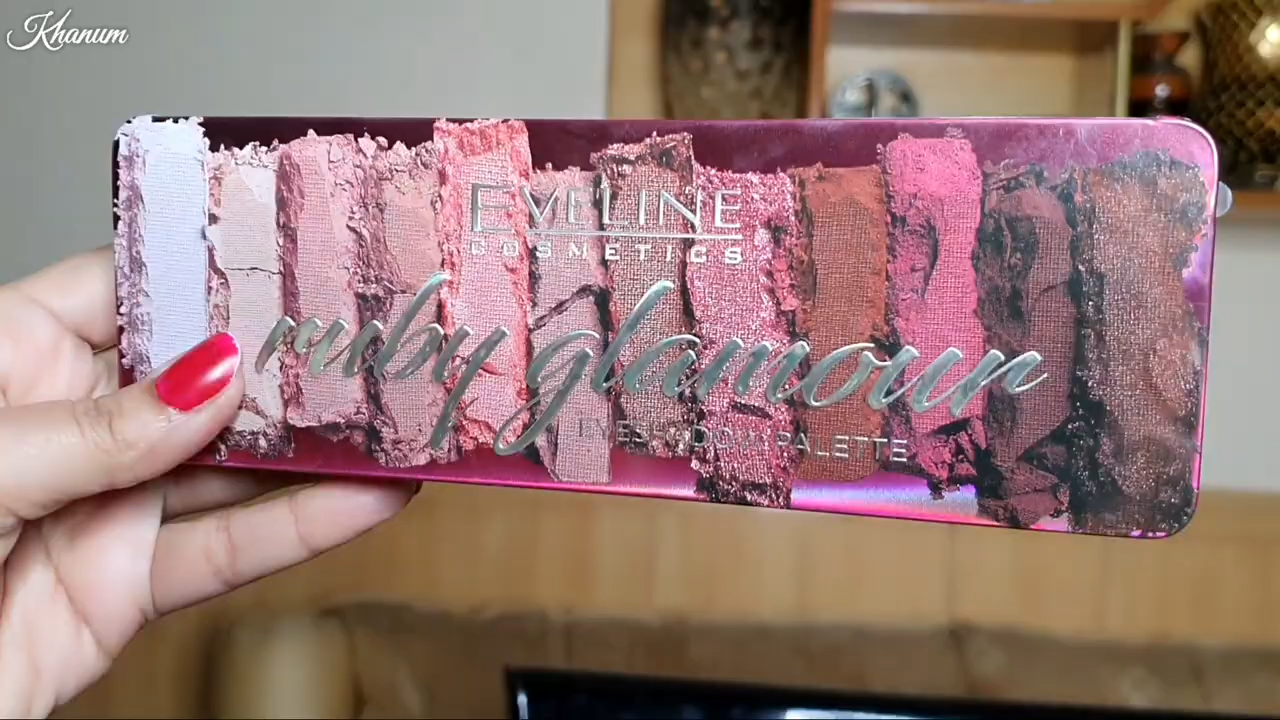 Khanum
EVELINE
COSMETICS
ruby glamour
EYESHADOW PALETTE